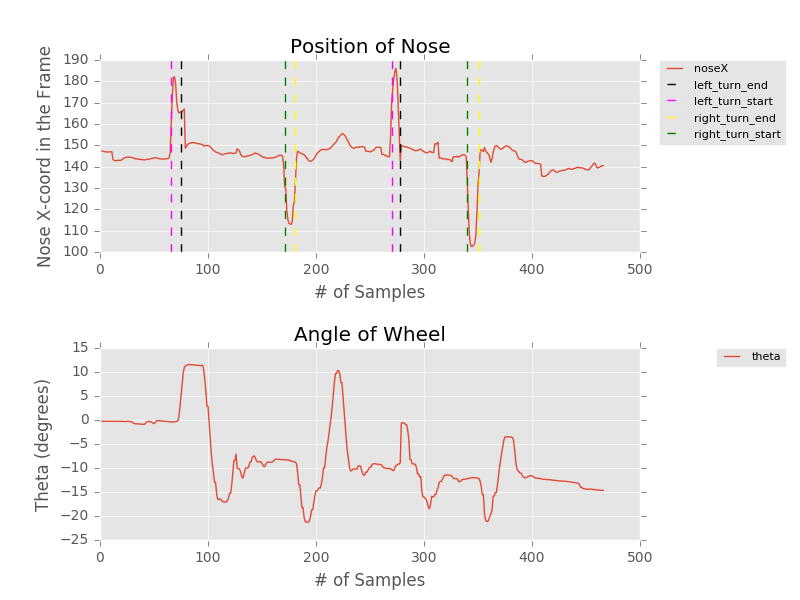 Position of Nose
Nose X-coord in the Frame
190
180
170
160
150
140
130
120
110
100
0 100 200 300 400 500
# of Samples
noseX
left_turn_end
left_turn_start
right_turn_end
right_turn_start
Angle of Wheel
Theta (degrees)
15
10
5
0
−5
−10
−15
−20
−25
0 100 200 300 400 500
# of Samples
theta